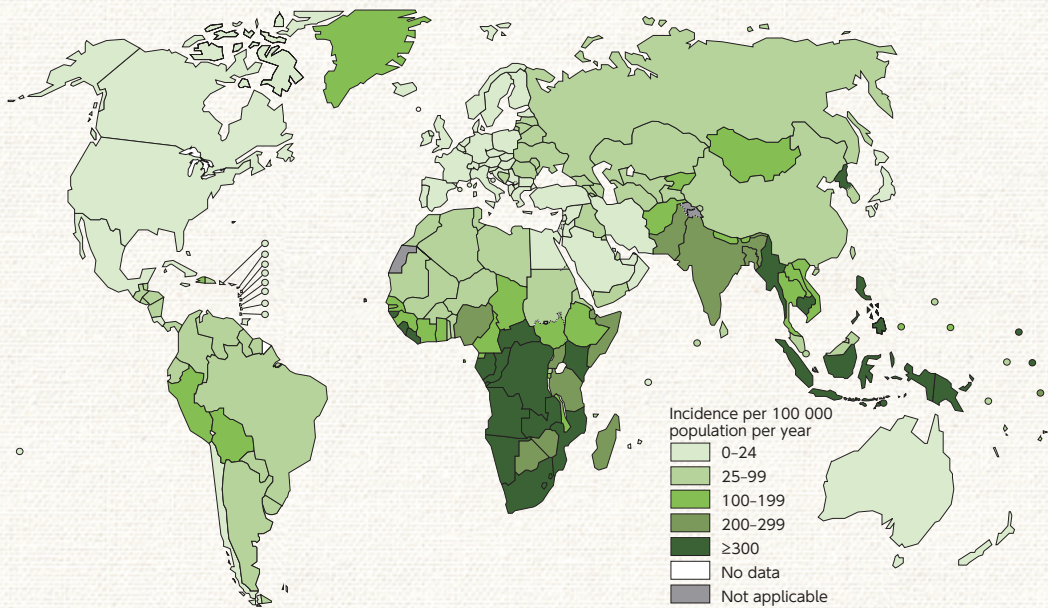 Incidence per 100 000
population per year
0–24
25–99
100–199
200–299
≥300
No data
Not applicable